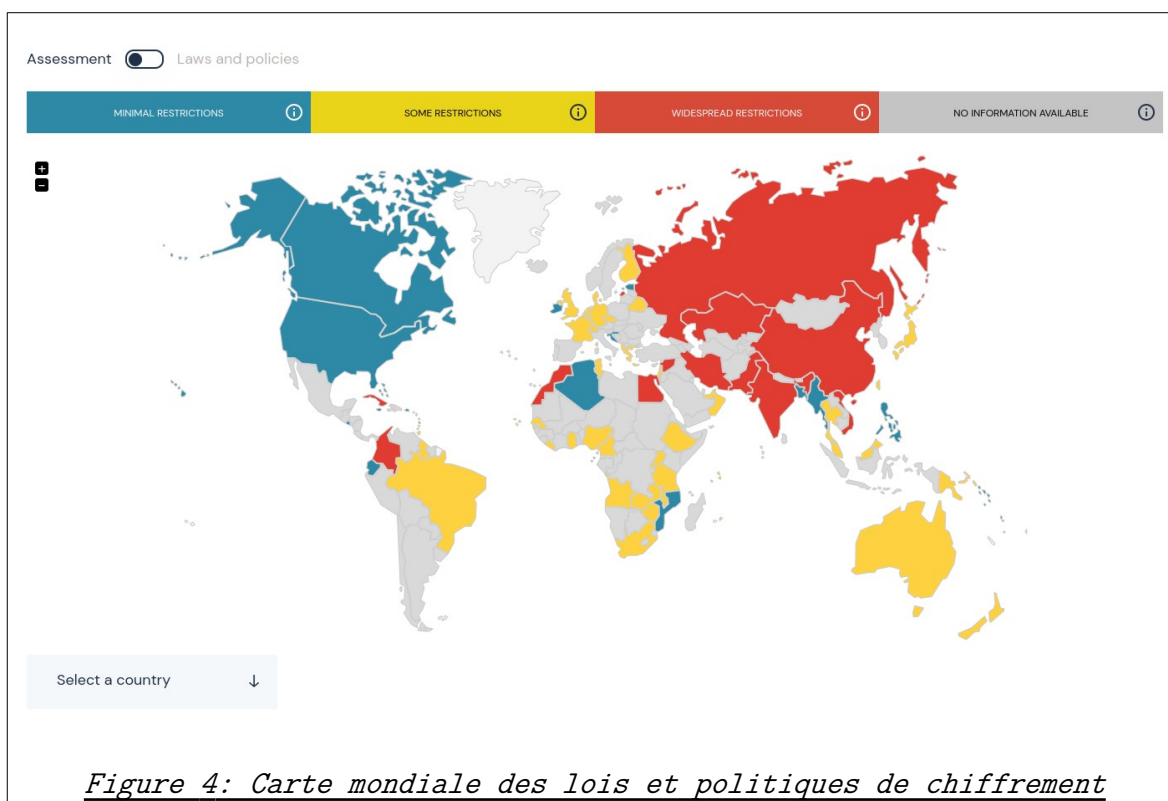 Assessment Laws and policies
MINIMAL RESTRICTIONS SOME RESTRICTIONS WIDESPREAD RESTRICTIONS NO INFORMATION AVAILABLE
+
−
Select a country ↓
Figure 4: Carte mondiale des lois et politiques de chiffrement